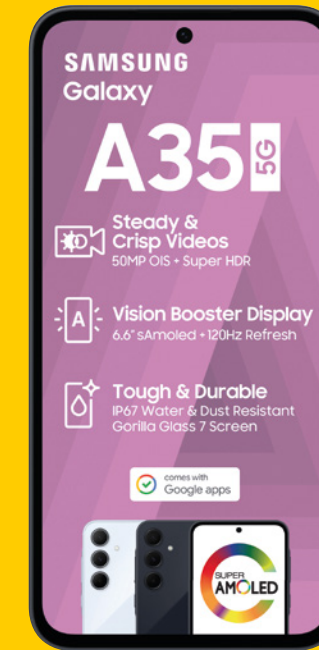 SAMSUNG
Galaxy
A35 5G
Steady &
Crisp Videos
50MP OIS + Super HDR
A
Vision Booster Display
6.6" sAmoled + 120Hz Refresh
Tough & Durable
IP67 Water & Dust Resistant
Gorilla Glass 7 Screen
comes with
Google apps
SUPER
AMOLED